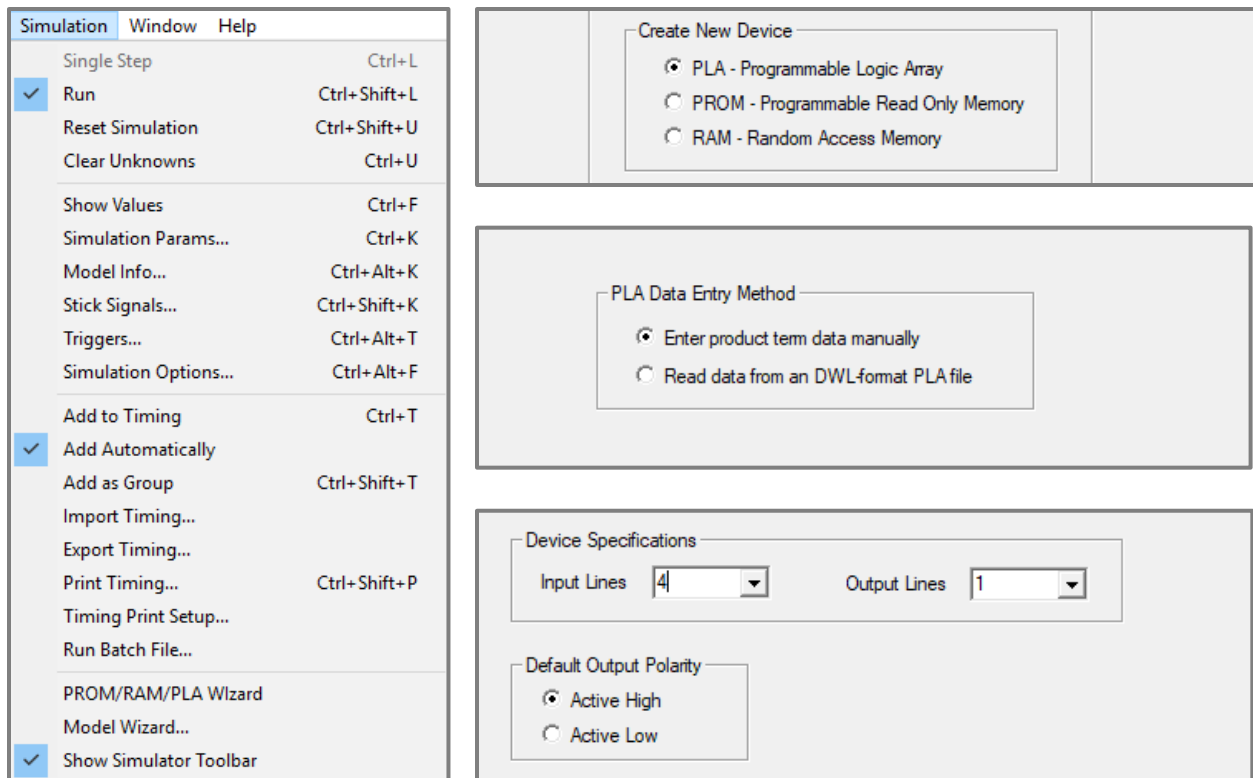 Simulation Window Help
Single Step Ctrl+L
Run Ctrl+Shift+L
Reset Simulation Ctrl+Shift+U
Clear Unknowns Ctrl+U
Show Values Ctrl+F
Simulation Params... Ctrl+K
Model Info... Ctrl+Alt+K
Stick Signals... Ctrl+Shift+K
Triggers... Ctrl+Alt+T
Simulation Options... Ctrl+Alt+F
Add to Timing Ctrl+T
Add Automatically
Add as Group Ctrl+Shift+T
Import Timing...
Export Timing...
Print Timing... Ctrl+Shift+P
Timing Print Setup...
Run Batch File...
PROM/RAM/PLA WIzard
Model Wizard...
Show Simulator Toolbar
Create New Device
PLA - Programmable Logic Array
PROM - Programmable Read Only Memory
RAM - Random Access Memory
PLA Data Entry Method
Enter product term data manually
Read data from an DWL-format PLA file
Device Specifications
Input Lines 4 Output Lines 1
Default Output Polarity
Active High
Active Low